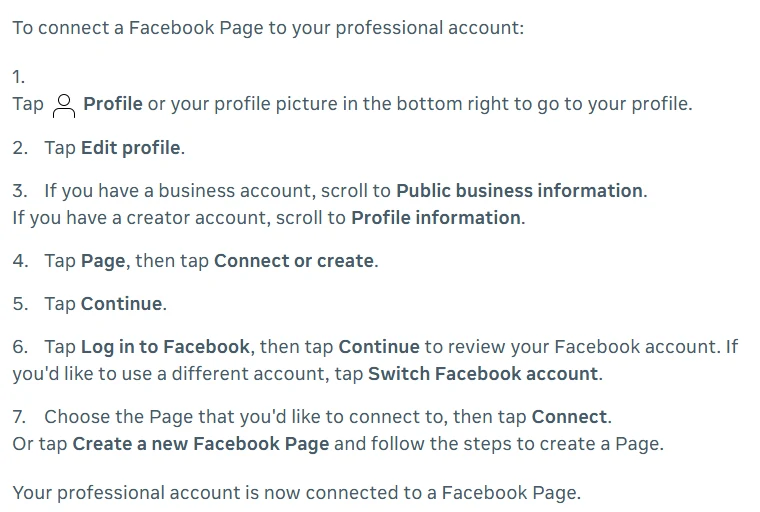 To connect a Facebook Page to your professional account:
1.
Tap Profile or your profile picture in the bottom right to go to your profile.
2. Tap Edit profile.
3. If you have a business account, scroll to Public business information.
If you have a creator account, scroll to Profile information.
4. Tap Page, then tap Connect or create.
5. Tap Continue.
6. Tap Log in to Facebook, then tap Continue to review your Facebook account. If
you'd like to use a different account, tap Switch Facebook account.
7. Choose the Page that you'd like to connect to, then tap Connect.
Or tap Create a new Facebook Page and follow the steps to create a Page.
Your professional account is now connected to a Facebook Page.